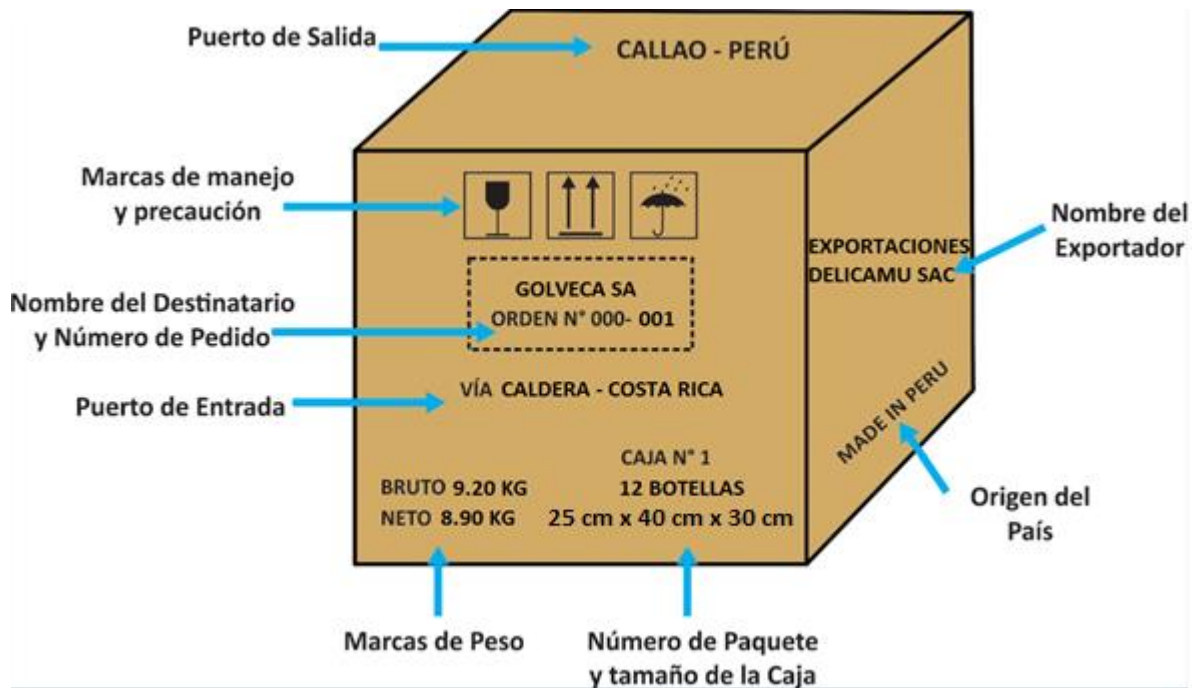 Puerto de Salida
CALLAO - PERÚ
Marcas de manejo
y precaución
Nombre del
Exportador
EXPORTACIONES
DELICAMU SAC
Nombre del Destinatario
y Número de Pedido
GOLVECA SA
ORDEN N° 000- 001
Puerto de Entrada
VÍA CALDERA - COSTA RICA
MADE IN PERU
Origen del
País
CAJA N° 1
BRUTO 9.20 KG
12 BOTELLAS
NETO 8.90 KG
25 cm x 40 cm x 30 cm
Marcas de Peso
Número de Paquete
y tamaño de la Caja